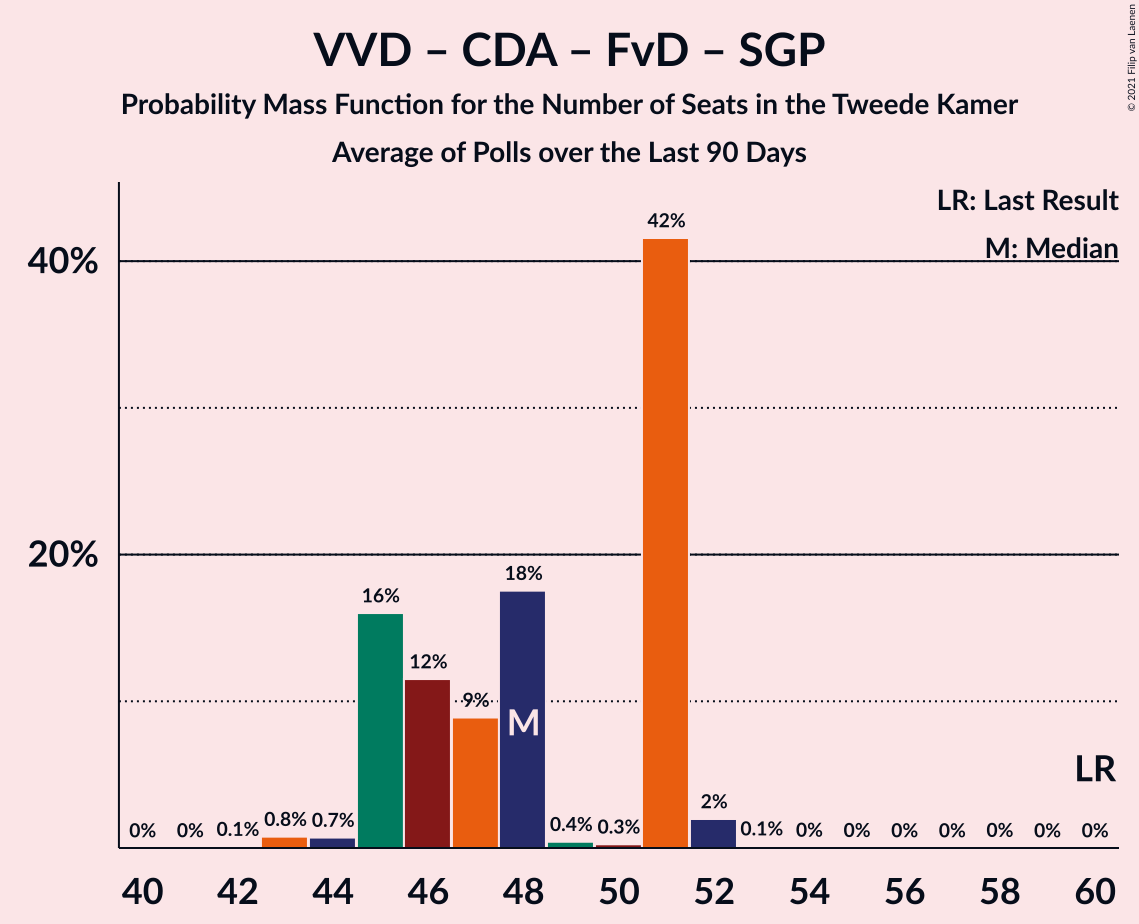 VVD – CDA – FvD – SGP
Probability Mass Function for the Number of Seats in the Tweede Kamer
Average of Polls over the Last 90 Days
© 2021 Filip van Laenen
LR: Last Result
M: Median
40%
20%
0% 0% 0.1% 0.8% 0.7% 16% 12% 9% 18% 0.4% 0.3% 42% 2% 0.1% 0% 0% 0% 0% 0% 0% 0%
M
LR
40 42 44 46 48 50 52 54 56 58 60